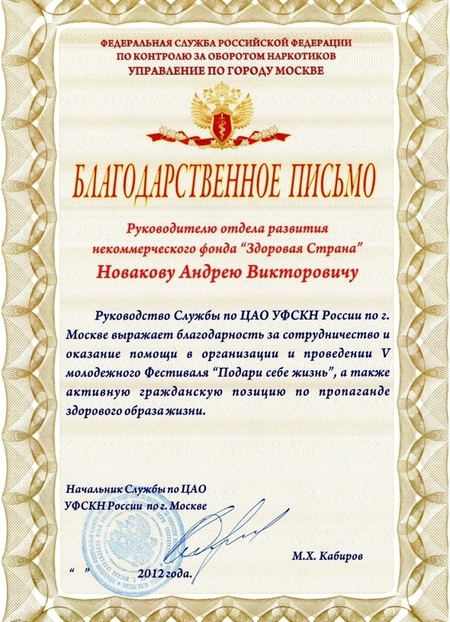 ФЕДЕРАЛЬНАЯ СЛУЖБА РОССИЙСКОЙ ФЕДЕРАЦИИ
ПО КОНТРОЛЮ ЗА ОБОРОТОМ НАРКОТИКОВ
УПРАВЛЕНИЕ ПО ГОРОДУ МОСКВЕ
БЛАГОДАРСТВЕННОЕ ПИСЬМО
Руководителю отдела развития
некоммерческого фонда “Здоровая Страна”
Новакову Андрею Викторовичу
Руководство Службы по ЦАО УФСКН России по г.
Москве выражает благодарность за сотрудничество и
оказание помощи в организации и проведении V
молодежного Фестиваля “Подари себе жизнь”, а также
активную гражданскую позицию по пропаганде
здорового образа жизни.
Начальник Службы по ЦАО
УФСКН России по г. Москве
М.Х. Кабиров
“ ” 2012 года.